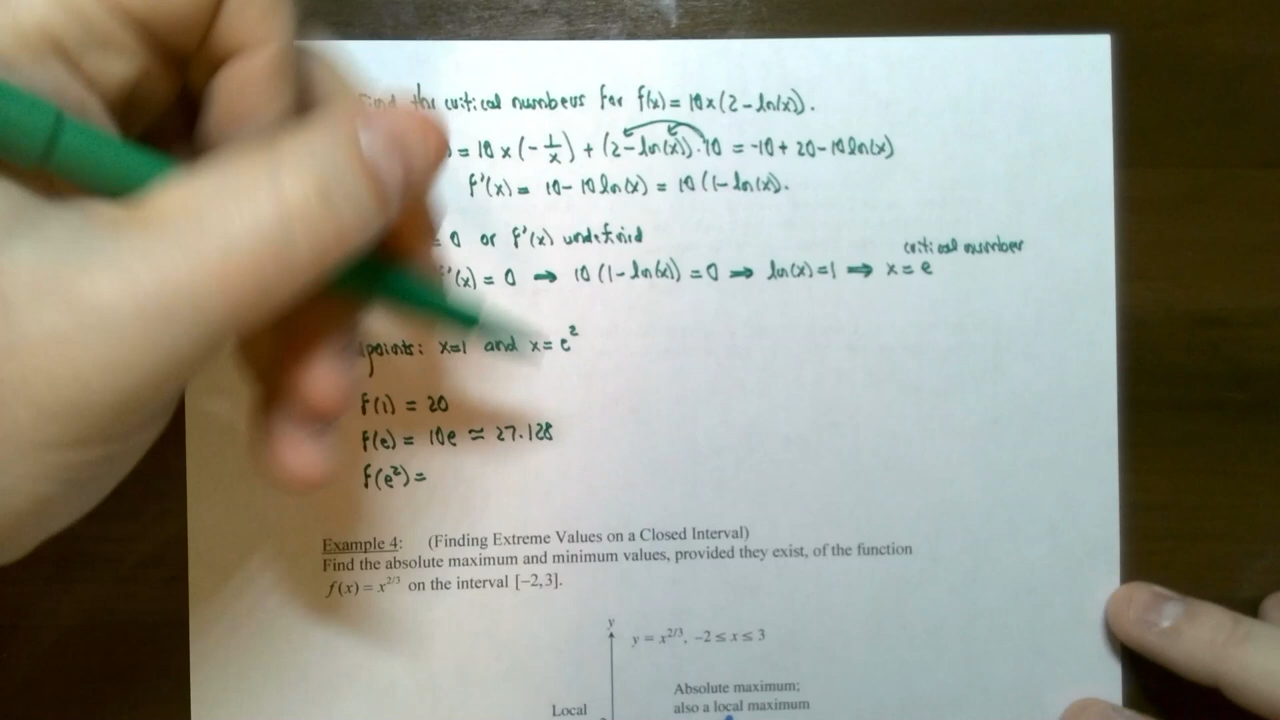 the critical numbers for f(x) = 10x(2 - ln(x)).
= 10x(-1/x) + (2 - ln(x))·10 = -10 + 20 - 10ln(x)
f'(x) = 10 - 10ln(x) = 10(1 - ln(x).
= 0 or f'(x) undefined
critical number
'(x) = 0 ⇒ 10(1 - ln(x)) = 0 ⇒ ln(x) = 1 ⇒ x = e
points: x=1 and x = e²
f(1) = 20
f(e) = 10e ≈ 27.128
f(e²) =
Example 4: (Finding Extreme Values on a Closed Interval)
Find the absolute maximum and minimum values, provided they exist, of the function
f(x) = x^{2/3} on the interval [−2,3].
y
y = x^{2/3}, −2 ≤ x ≤ 3
Absolute maximum;
also a local maximum
Local